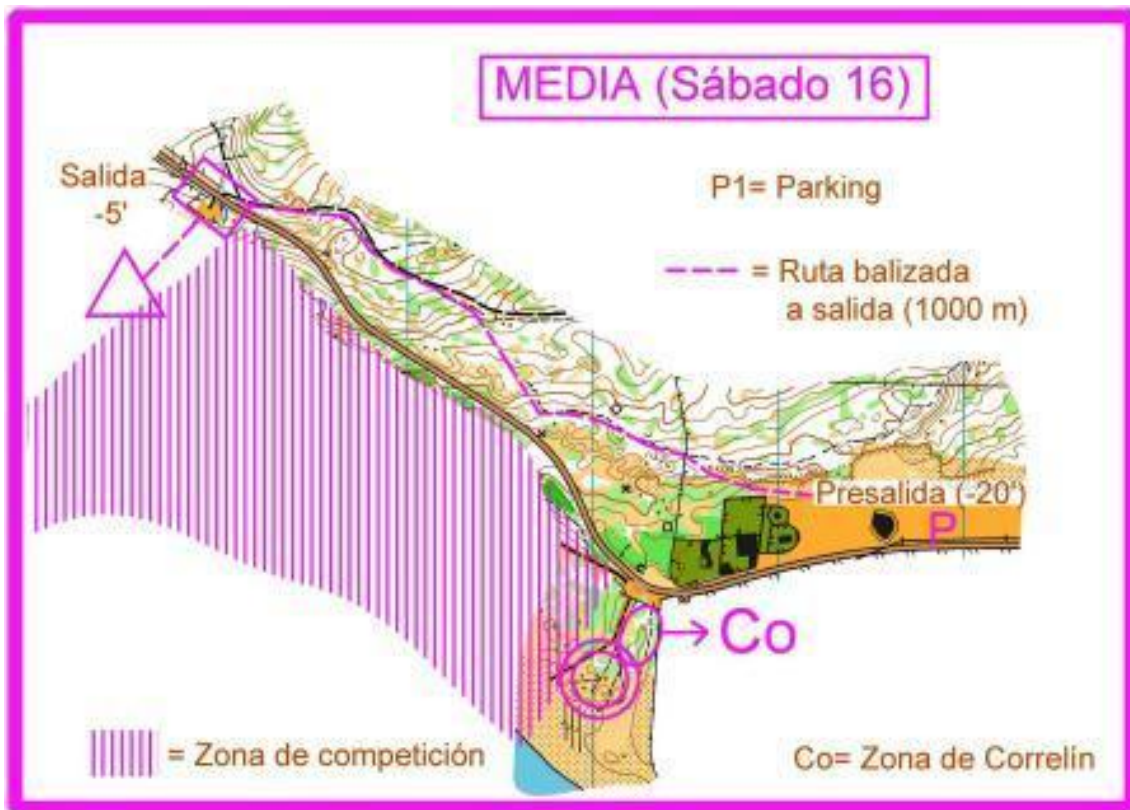 MEDIA (Sábado 16)
Salida
-5'
P1= Parking
= Ruta balizada
a salida (1000 m)
Presalida (-20')
P
Co
= Zona de competición
Co= Zona de Correlín